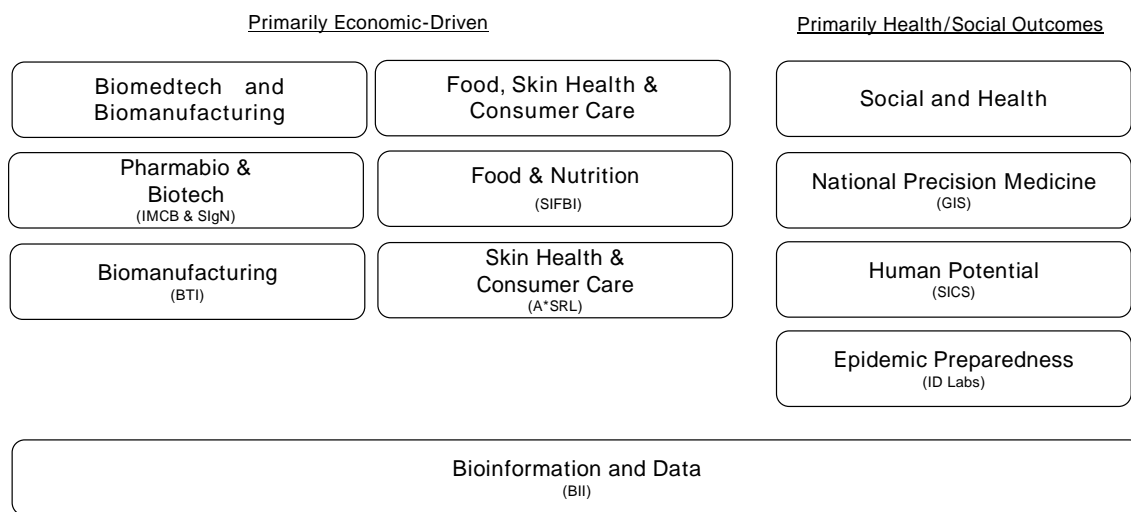 Primarily Economic-Driven
Primarily Health/Social Outcomes
Biomedtech and
Biomanufacturing
Food, Skin Health &
Consumer Care
Social and Health
Pharmabio &
Biotech
(IMCB & SIgN)
Food & Nutrition
(SIFBI)
National Precision Medicine
(GIS)
Biomanufacturing
(BTI)
Skin Health &
Consumer Care
(A*SRL)
Human Potential
(SICS)
Epidemic Preparedness
(ID Labs)
Bioinformation and Data
(BII)